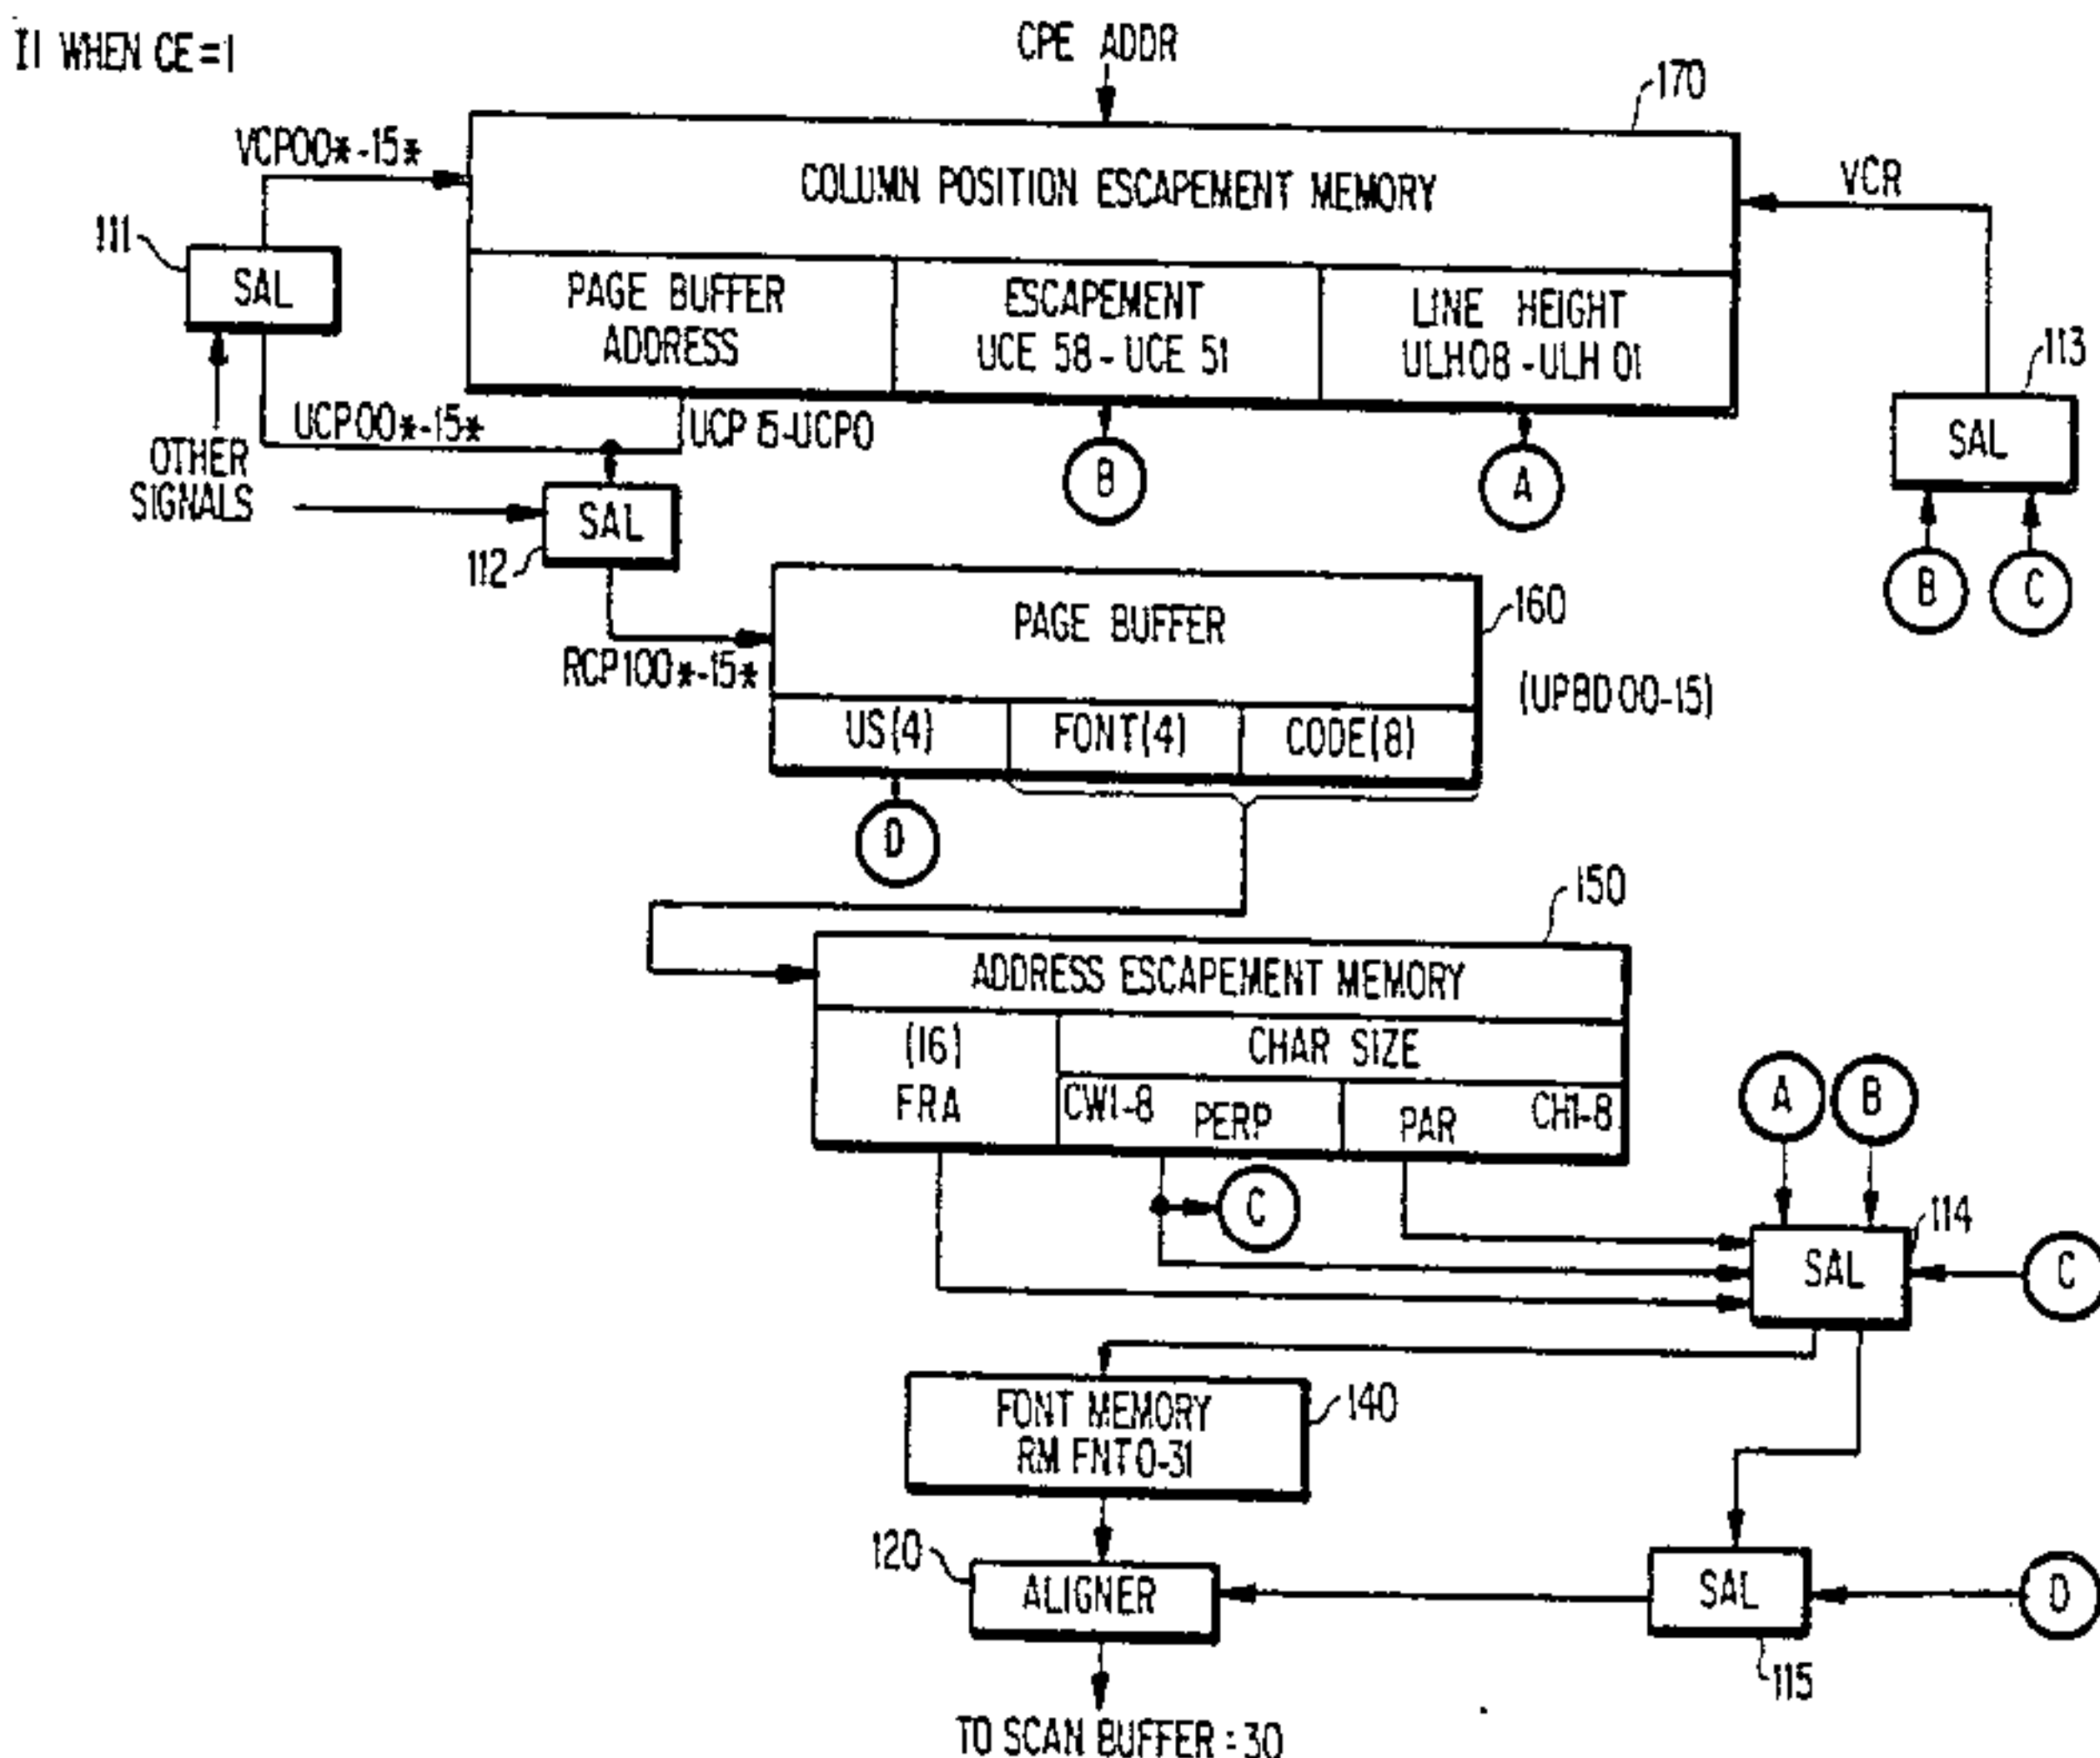 I1 WHEN CE=1
CPE ADDR
170
VCP00*-15*
COLUMN POSITION ESCAPEMENT MEMORY
VCR
111
SAL
PAGE BUFFER
ADDRESS
ESCAPEMENT
UCE 58 - UCE 51
LINE HEIGHT
ULH08 - ULH 01
113
SAL
UCP00*-15*
UCP 15-UCP0
OTHER
SIGNALS
B
A
SAL
112
B
C
PAGE BUFFER
160
RCP100*-15*
(UPBD 00-15)
US(4)
FONT(4)
CODE(8)
D
150
ADDRESS ESCAPEMENT MEMORY
(16)
FRA
CHAR SIZE
CW1-8
PERP
PAR
CH1-8
A
B
C
114
SAL
C
FONT MEMORY
RM FNT0-31
140
120
ALIGNER
SAL
D
115
TO SCAN BUFFER = 30